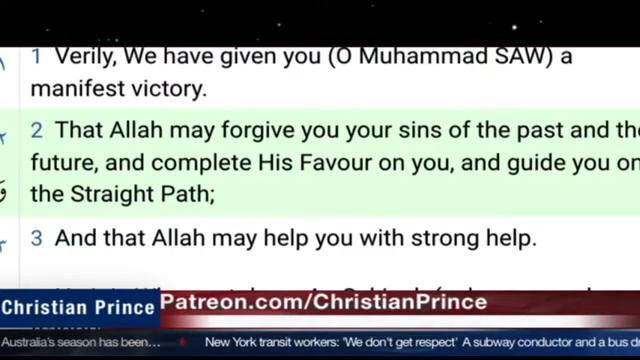 1 Verily, We have given you (O Muhammad SAW) a
manifest victory.
2 That Allah may forgive you your sins of the past and the
future, and complete His Favour on you, and guide you on
the Straight Path;
3 And that Allah may help you with strong help.
Christian Prince
Patreon.com/ChristianPrince
Australia's season has been... New York transit workers: 'We don't get respect' A subway conductor and a bus